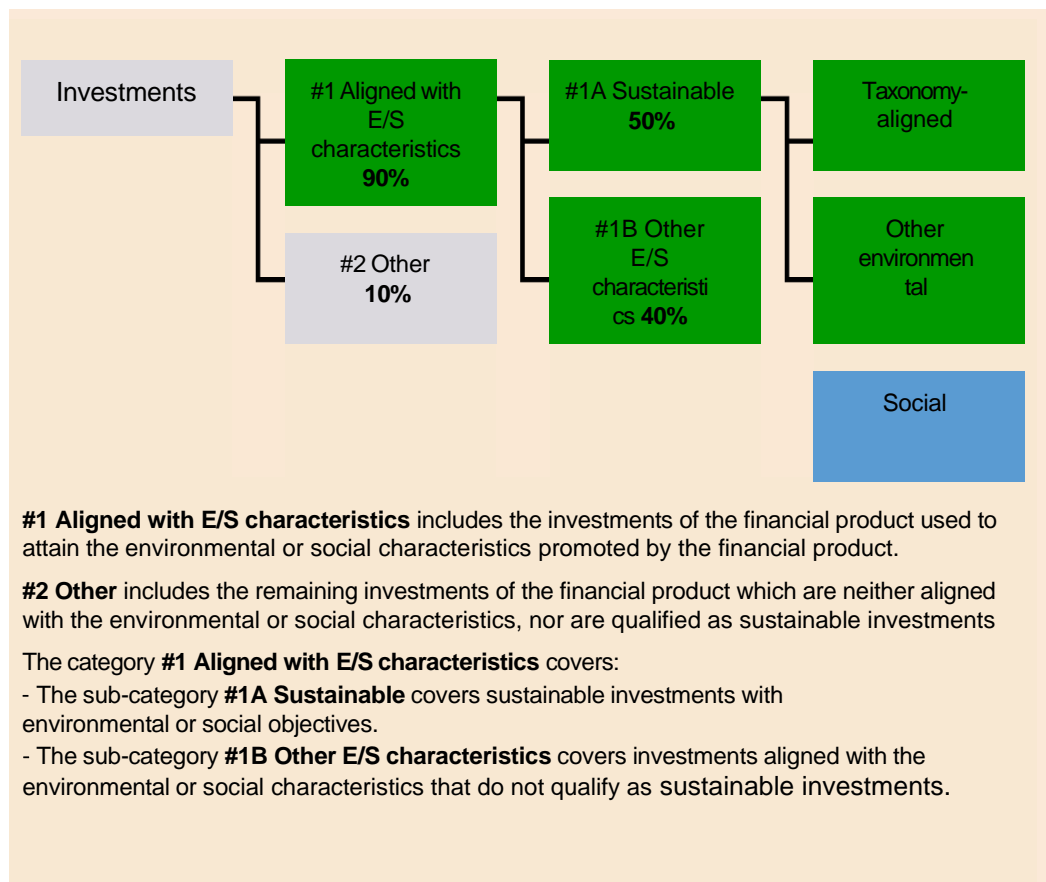 Investments
#1 Aligned with
E/S
characteristics
90%
#2 Other
10%
#1A Sustainable
50%
#1B Other
E/S
characteristi
cs 40%
Taxonomy-
aligned
Other
environmen
tal
Social
#1 Aligned with E/S characteristics includes the investments of the financial product used to
attain the environmental or social characteristics promoted by the financial product.
#2 Other includes the remaining investments of the financial product which are neither aligned
with the environmental or social characteristics, nor are qualified as sustainable investments
The category #1 Aligned with E/S characteristics covers:
- The sub-category #1A Sustainable covers sustainable investments with
environmental or social objectives.
- The sub-category #1B Other E/S characteristics covers investments aligned with the
environmental or social characteristics that do not qualify as sustainable investments.